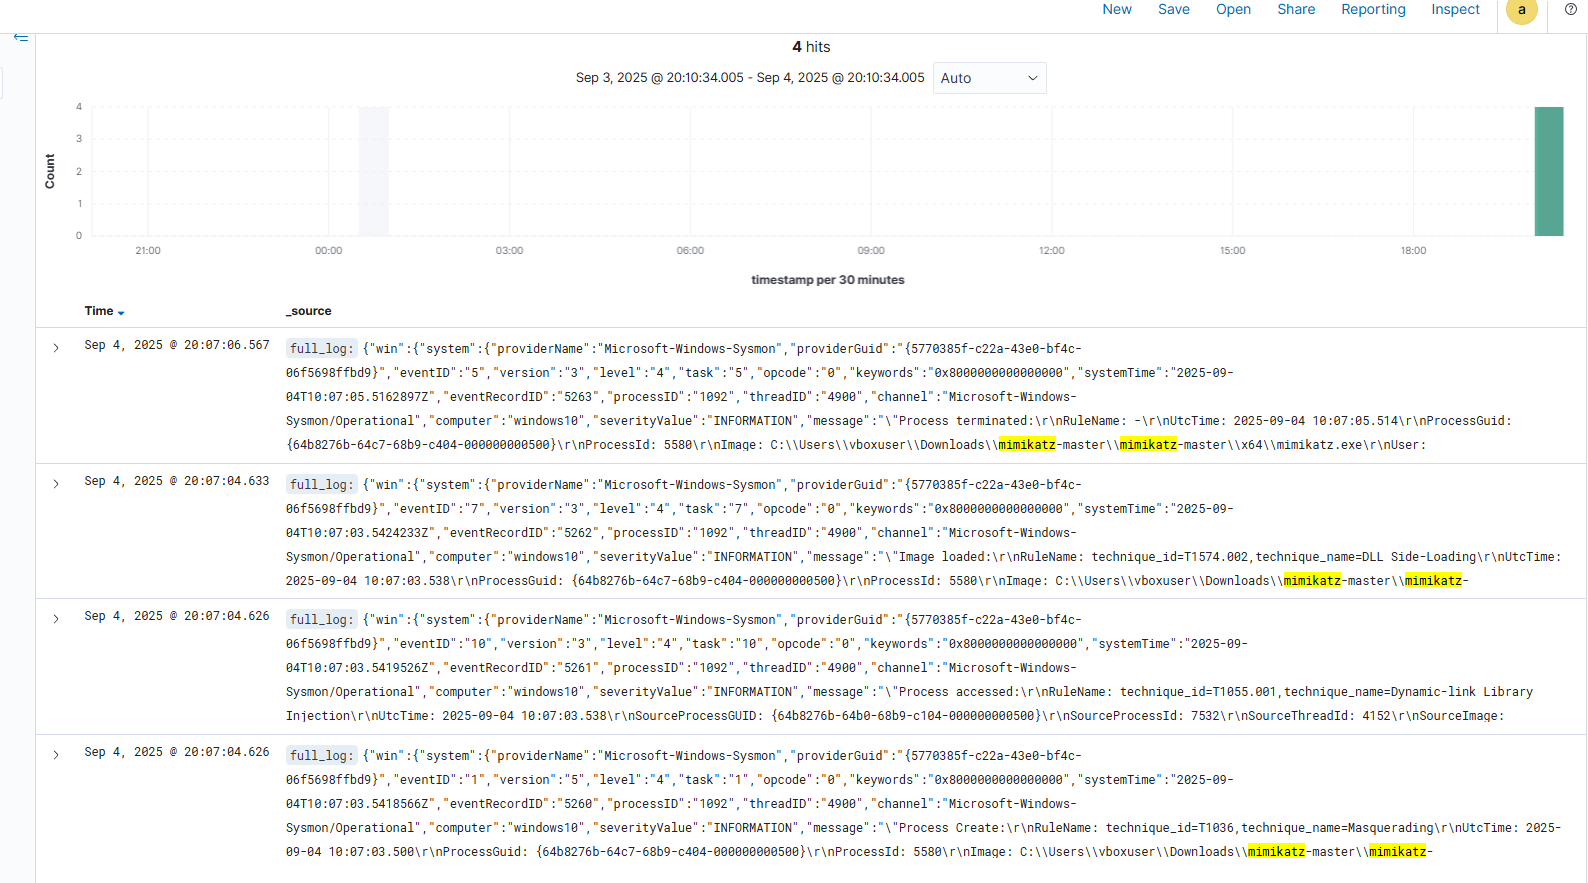 New Save Open Share Reporting Inspect a
4 hits
Sep 3, 2025 @ 20:10:34.005 - Sep 4, 2025 @ 20:10:34.005 Auto
4
3
2
1
0
Count
21:00 00:00 03:00 06:00 09:00 12:00 15:00 18:00
timestamp per 30 minutes
Time _source
Sep 4, 2025 @ 20:07:06.567 full_log: {"win":{"system":{"providerName":"Microsoft-Windows-Sysmon","providerGuid":"{5770385f-c22a-43e0-bf4c-
06f5698ffbd9}","eventID":"5","version":"3","level":"4","task":"5","opcode":"0","keywords":"0x8000000000000000","systemTime":"2025-09-
04T10:07:05.5162897Z","eventRecordID":"5263","processID":"1092","threadID":"4900","channel":"Microsoft-Windows-
Sysmon/Operational","computer":"windows10","severityValue":"INFORMATION","message":"\"Process terminated:\r\nRuleName: -\r\nUtcTime: 2025-09-04 10:07:05.514\r\nProcessGuid:
{64b8276b-64c7-68b9-c404-000000000500}\r\nProcessId: 5580\r\nImage: C:\\Users\\vboxuser\\Downloads\\mimikatz-master\\mimikatz-master\\x64\\mimikatz.exe\r\nUser:
Sep 4, 2025 @ 20:07:04.633 full_log: {"win":{"system":{"providerName":"Microsoft-Windows-Sysmon","providerGuid":"{5770385f-c22a-43e0-bf4c-
06f5698ffbd9}","eventID":"7","version":"3","level":"4","task":"7","opcode":"0","keywords":"0x8000000000000000","systemTime":"2025-09-
04T10:07:03.5424233Z","eventRecordID":"5262","processID":"1092","threadID":"4900","channel":"Microsoft-Windows-
Sysmon/Operational","computer":"windows10","severityValue":"INFORMATION","message":"\"Image loaded:\r\nRuleName: technique_id=T1574.002,technique_name=DLL Side-Loading\r\nUtcTime:
2025-09-04 10:07:03.538\r\nProcessGuid: {64b8276b-64c7-68b9-c404-000000000500}\r\nProcessId: 5580\r\nImage: C:\\Users\\vboxuser\\Downloads\\mimikatz-master\\mimikatz-
Sep 4, 2025 @ 20:07:04.626 full_log: {"win":{"system":{"providerName":"Microsoft-Windows-Sysmon","providerGuid":"{5770385f-c22a-43e0-bf4c-
06f5698ffbd9}","eventID":"10","version":"3","level":"4","task":"10","opcode":"0","keywords":"0x8000000000000000","systemTime":"2025-09-
04T10:07:03.5419526Z","eventRecordID":"5261","processID":"1092","threadID":"4900","channel":"Microsoft-Windows-
Sysmon/Operational","computer":"windows10","severityValue":"INFORMATION","message":"\"Process accessed:\r\nRuleName: technique_id=T1055.001,technique_name=Dynamic-link Library
Injection\r\nUtcTime: 2025-09-04 10:07:03.538\r\nSourceProcessGUID: {64b8276b-64b0-68b9-c104-000000000500}\r\nSourceProcessId: 7532\r\nSourceThreadId: 4152\r\nSourceImage:
Sep 4, 2025 @ 20:07:04.626 full_log: {"win":{"system":{"providerName":"Microsoft-Windows-Sysmon","providerGuid":"{5770385f-c22a-43e0-bf4c-
06f5698ffbd9}","eventID":"1","version":"5","level":"4","task":"1","opcode":"0","keywords":"0x8000000000000000","systemTime":"2025-09-
04T10:07:03.5418566Z","eventRecordID":"5260","processID":"1092","threadID":"4900","channel":"Microsoft-Windows-
Sysmon/Operational","computer":"windows10","severityValue":"INFORMATION","message":"\"Process Create:\r\nRuleName: technique_id=T1036,technique_name=Masquerading\r\nUtcTime: 2025-
09-04 10:07:03.500\r\nProcessGuid: {64b8276b-64c7-68b9-c404-000000000500}\r\nProcessId: 5580\r\nImage: C:\\Users\\vboxuser\\Downloads\\mimikatz-master\\mimikatz-